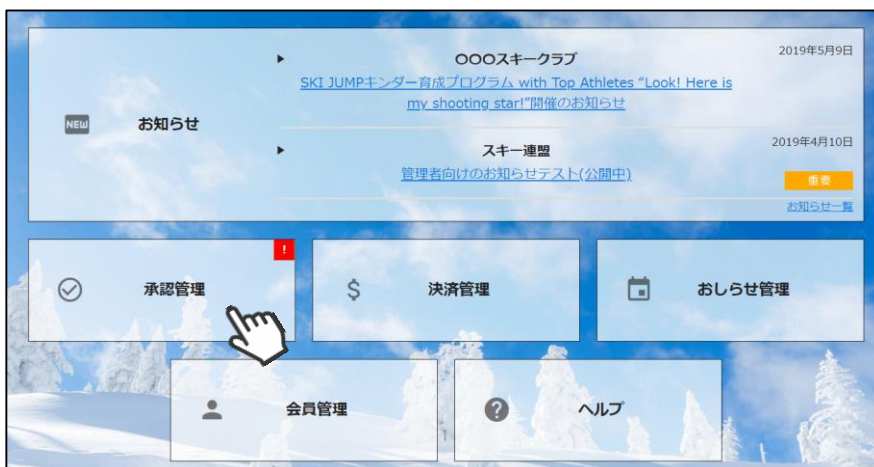 〇〇〇スキークラブ
2019年5月9日
SKI JUMPキンダー育成プログラム with Top Athletes “Look! Here is
my shooting star!”開催のお知らせ
NEW
お知らせ
スキー連盟
2019年4月10日
管理者向けのお知らせテスト(公開中)
重要
お知らせ一覧
!
承認管理
$
決済管理
おしらせ管理
会員管理
?
ヘルプ